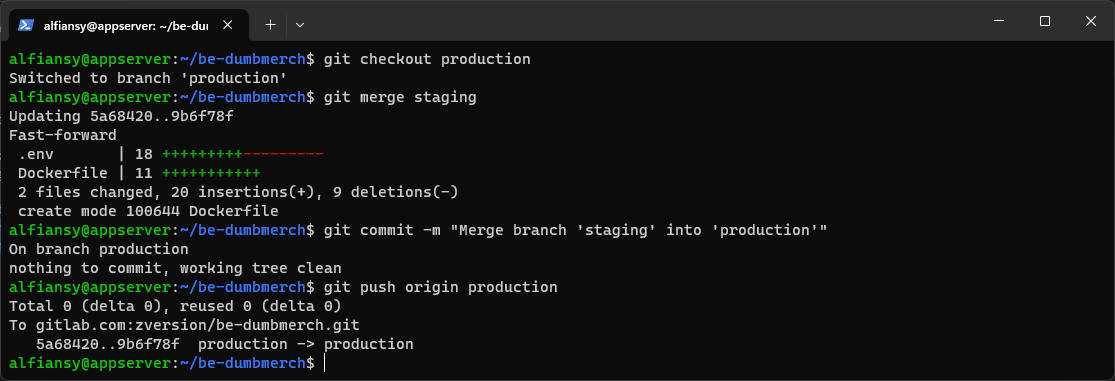 alfiansy@appserver: ~/be-dur
alfiansy@appserver:~/be-dumbmerch$ git checkout production
Switched to branch 'production'
alfiansy@appserver:~/be-dumbmerch$ git merge staging
Updating 5a68420..9b6f78f
Fast-forward
 .env       | 18 +++++++++---------
 Dockerfile | 11 +++++++++++
 2 files changed, 20 insertions(+), 9 deletions(-)
 create mode 100644 Dockerfile
alfiansy@appserver:~/be-dumbmerch$ git commit -m "Merge branch 'staging' into 'production'"
On branch production
nothing to commit, working tree clean
alfiansy@appserver:~/be-dumbmerch$ git push origin production
Total 0 (delta 0), reused 0 (delta 0)
To gitlab.com:zversion/be-dumbmerch.git
   5a68420..9b6f78f  production -> production
alfiansy@appserver:~/be-dumbmerch$